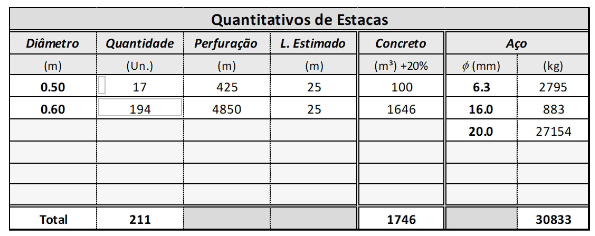 Quantitativos de Estacas
Diâmetro Quantidade Perfuração L. Estimado Concreto Aço
(m) (Un.) (m) (m) (m³) +20% ϕ (mm) (kg)
0.50 17 425 25 100 6.3 2795
0.60 194 4850 25 1646 16.0 883
20.0 27154
Total 211 1746 30833